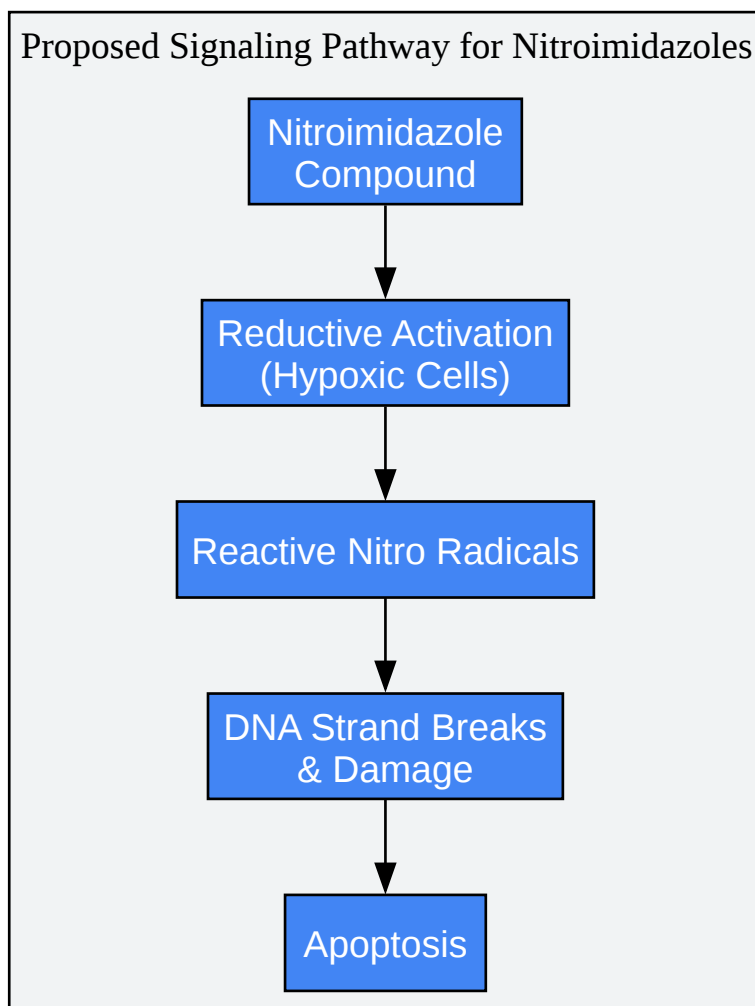 Proposed Signaling Pathway for Nitroimidazoles
Nitroimidazole
Compound
Reductive Activation
(Hypoxic Cells)
Reactive Nitro Radicals
DNA Strand Breaks
& Damage
Apoptosis